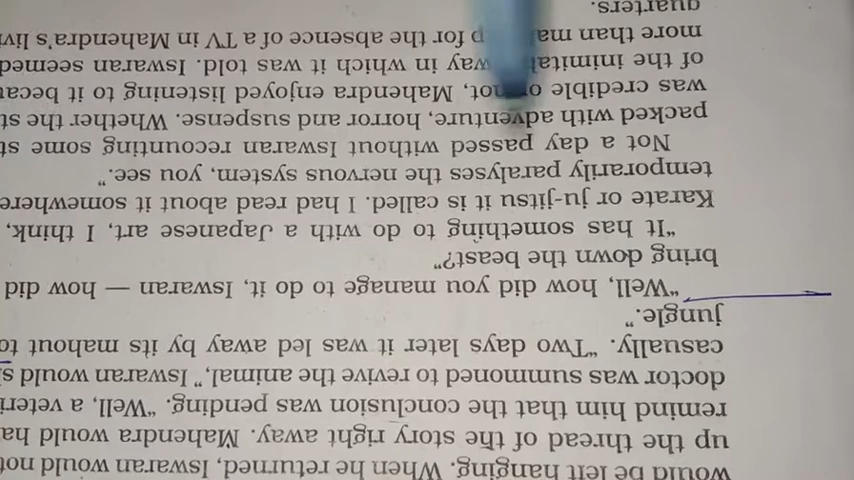 would be left hanging. When he returned, Iswaran would not
up the thread of the story right away. Mahendra would ha
remind him that the conclusion was pending. “Well, a veteri
doctor was summoned to revive the animal,” Iswaran would s
casually. “Two days later it was led away by its mahout to
jungle.”
“Well, how did you manage to do it, Iswaran — how did
bring down the beast?”
“It has something to do with a Japanese art, I think,
Karate or ju-jitsu it is called. I had read about it somewhere
temporarily paralyses the nervous system, you see.”
Not a day passed without Iswaran recounting some st
packed with adventure, horror and suspense. Whether the st
was credible or not, Mahendra enjoyed listening to it becau
of the way in which it was told. Iswaran seemed
more than for the absence of a TV in Mahendra’s livi
quarters.